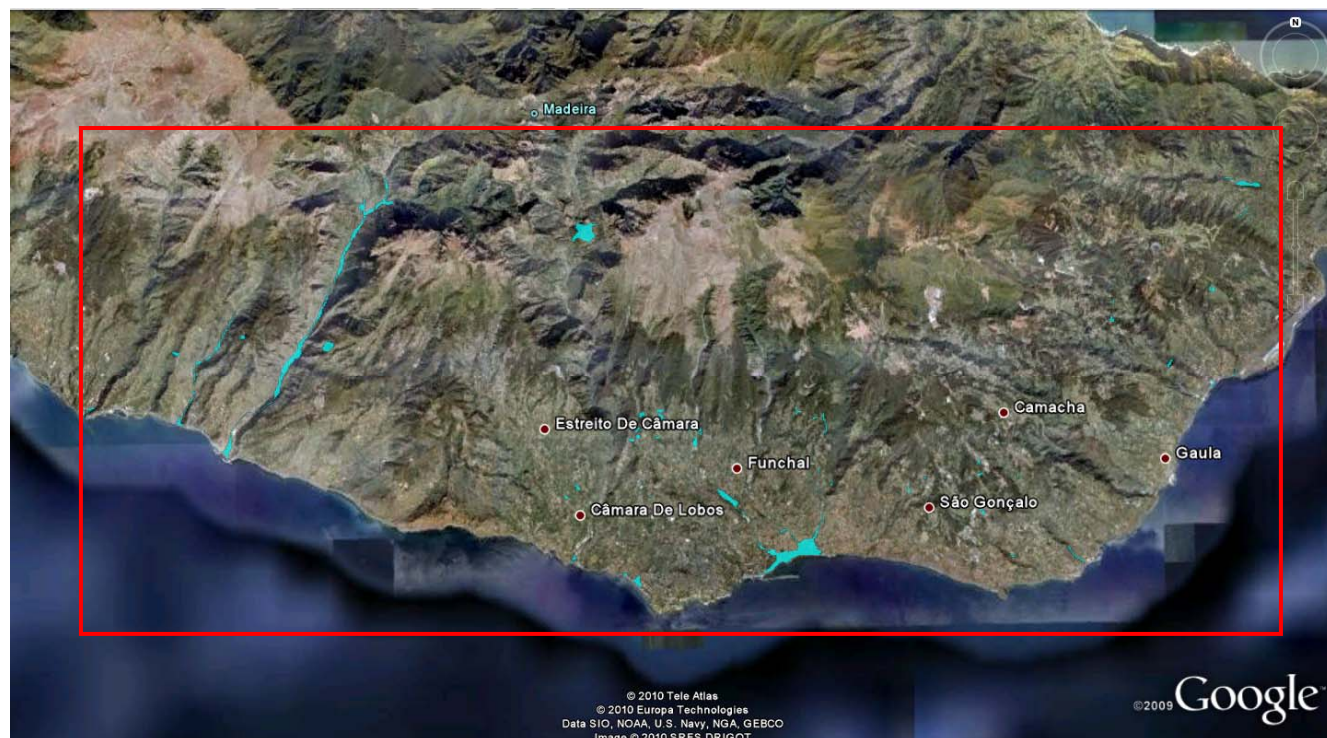 N
Madeira
Estreito De Câmara
Camacha
Gaula
Funchal
São Gonçalo
Câmara De Lobos
© 2010 Tele Atlas
© 2010 Europa Technologies
Data SIO, NOAA, U.S. Navy, NGA, GEBCO
©2009 Google